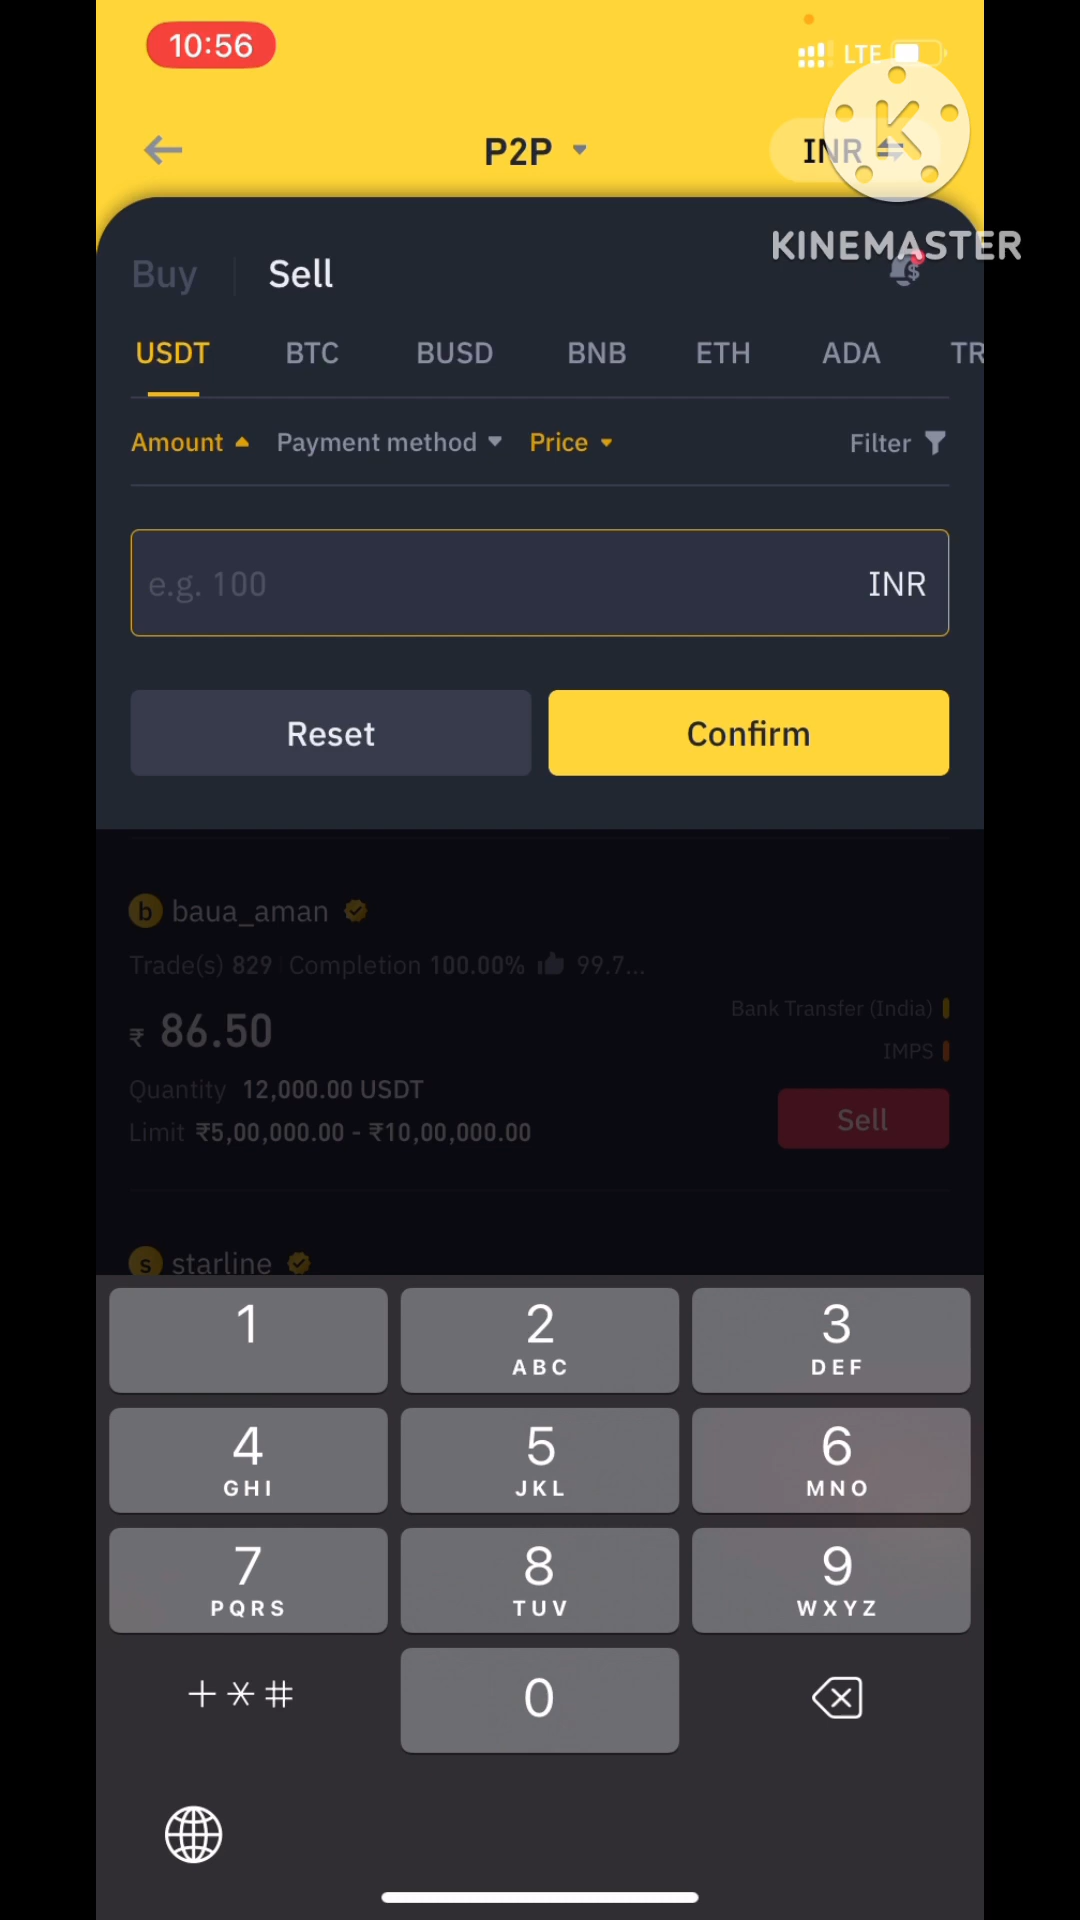 10:56
LTE
P2P
INR
K
KINEMASTER
Buy
Sell
USDT BTC BUSD BNB ETH ADA TR
Amount Payment method Price Filter
e.g. 100 INR
Reset Confirm
b baua_aman
Trade(s) 829 Completion 100.00% 99.7...
₹ 86.50
Bank Transfer (India)
IMPS
Quantity 12,000.00 USDT
Limit ₹5,00,000.00 - ₹10,00,000.00
Sell
s starline
1 2 3
ABC DEF
4 5 6
GHI JKL MNO
7 8 9
PQRS TUV WXYZ
+*# 0